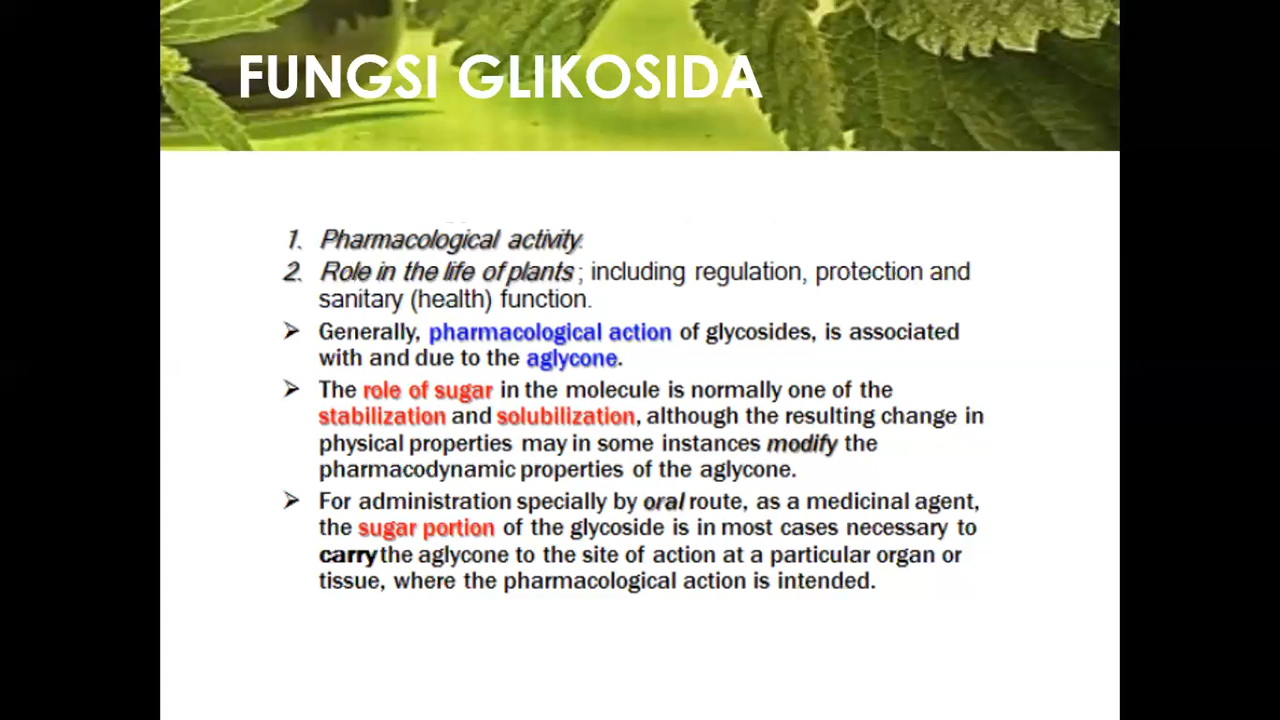 FUNGSI GLIKOSIDA
1. Pharmacological activity.
2. Role in the life of plants ; including regulation, protection and
sanitary (health) function.
➢ Generally, pharmacological action of glycosides, is associated
with and due to the aglycone.
➢ The role of sugar in the molecule is normally one of the
stabilization and solubilization, although the resulting change in
physical properties may in some instances modify the
pharmacodynamic properties of the aglycone.
➢ For administration specially by oral route, as a medicinal agent,
the sugar portion of the glycoside is in most cases necessary to
carry the aglycone to the site of action at a particular organ or
tissue, where the pharmacological action is intended.